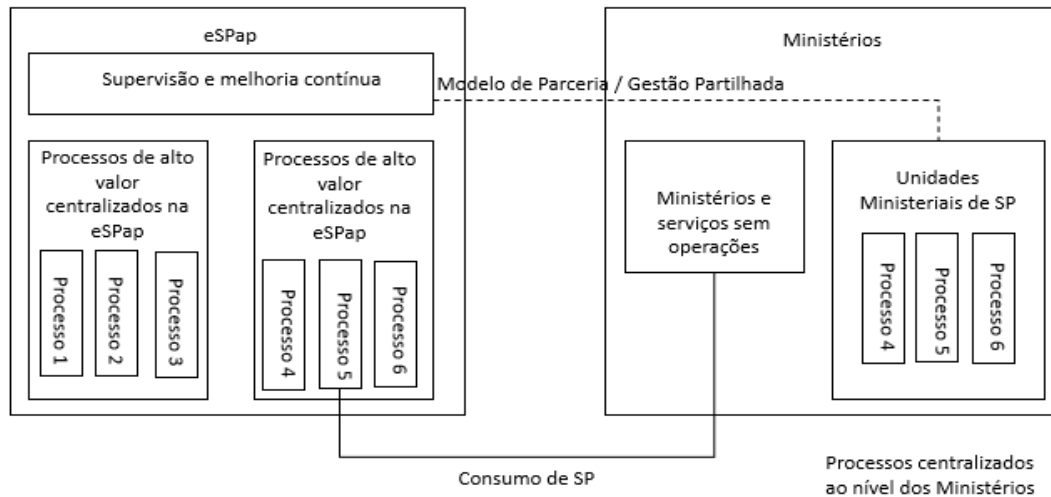 eSPap
Supervisão e melhoria contínua
Modelo de Parceria / Gestão Partilhada
Processos de alto
valor
centralizados na
eSPap
Processo 1
Processo 2
Processo 3
Processos de alto
valor
centralizados na
eSPap
Processo 4
Processo 5
Processo 6
Ministérios
Ministérios e
serviços sem
operações
Unidades
Ministeriais de SP
Processo 4
Processo 5
Processo 6
Consumo de SP
Processos centralizados
ao nível dos Ministérios